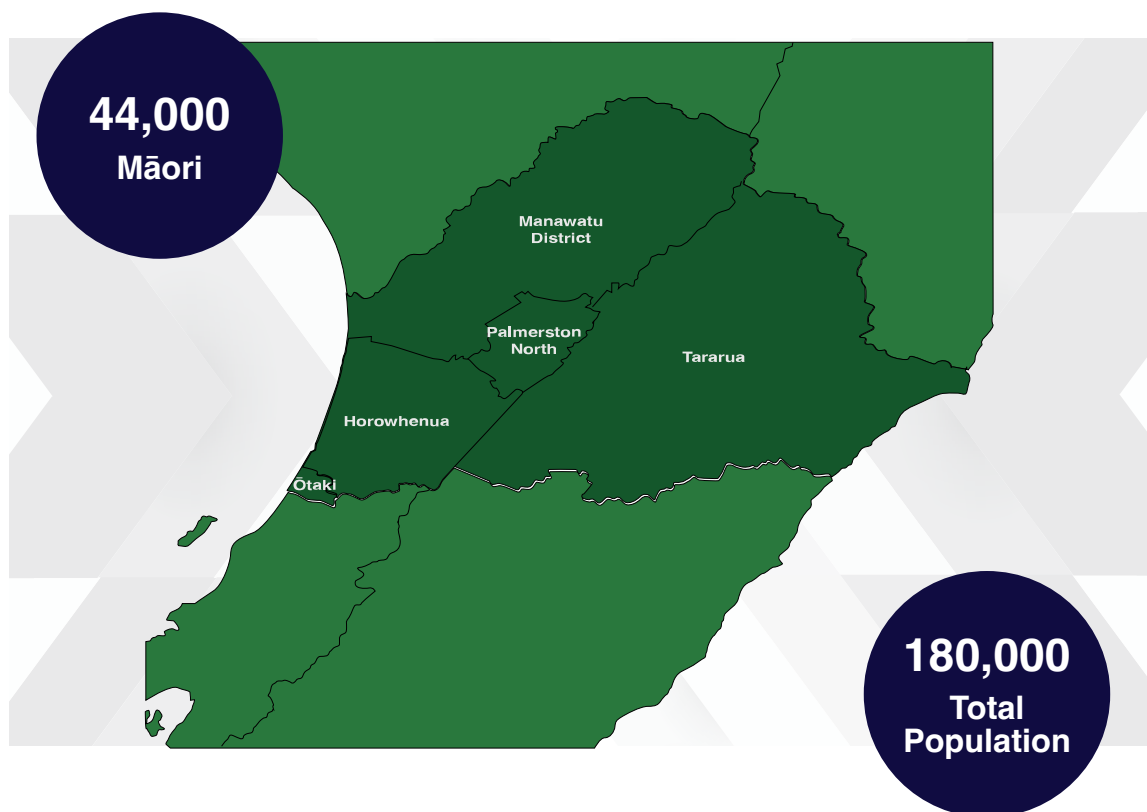 44,000
Māori
Manawatu
District
Palmerston
North
Tararua
Horowhenua
Ōtaki
180,000
Total
Population